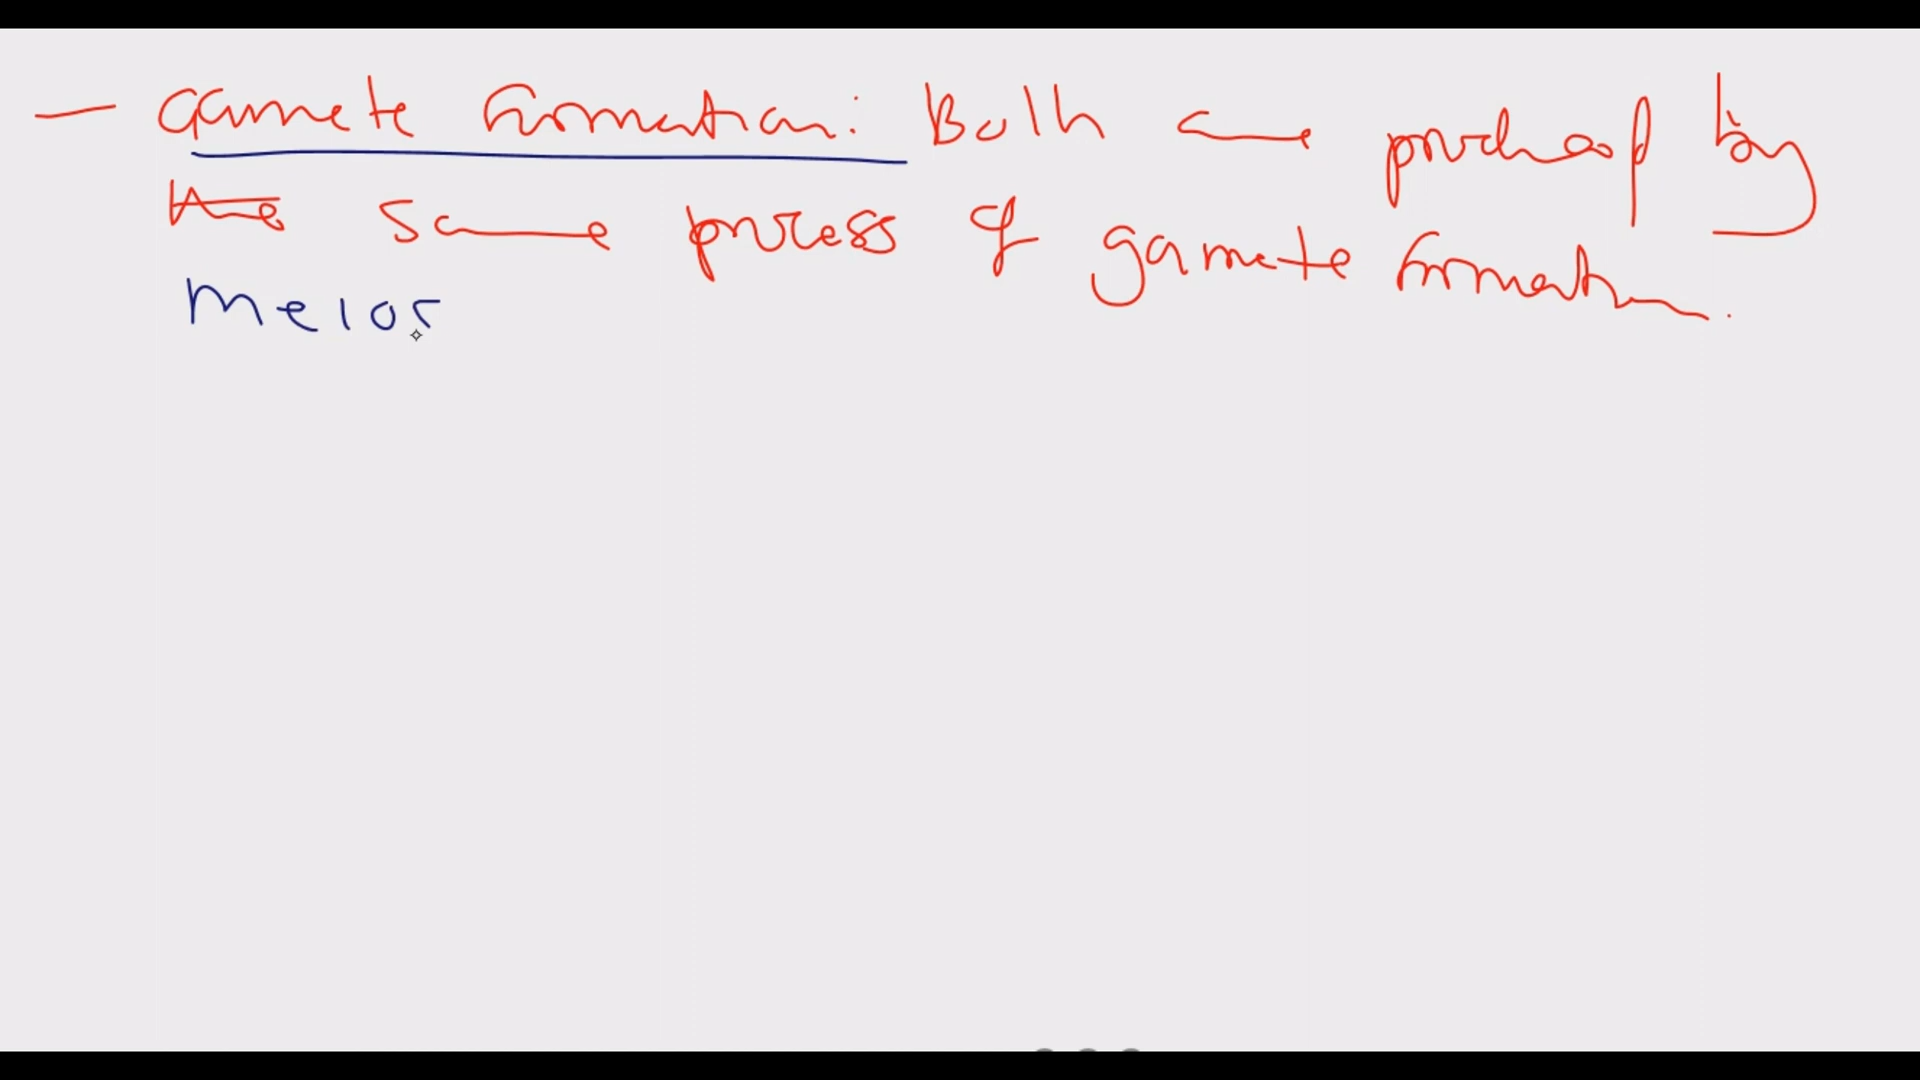 — Gamete formation: Both are produced by
the same process of gamete formation.
meios